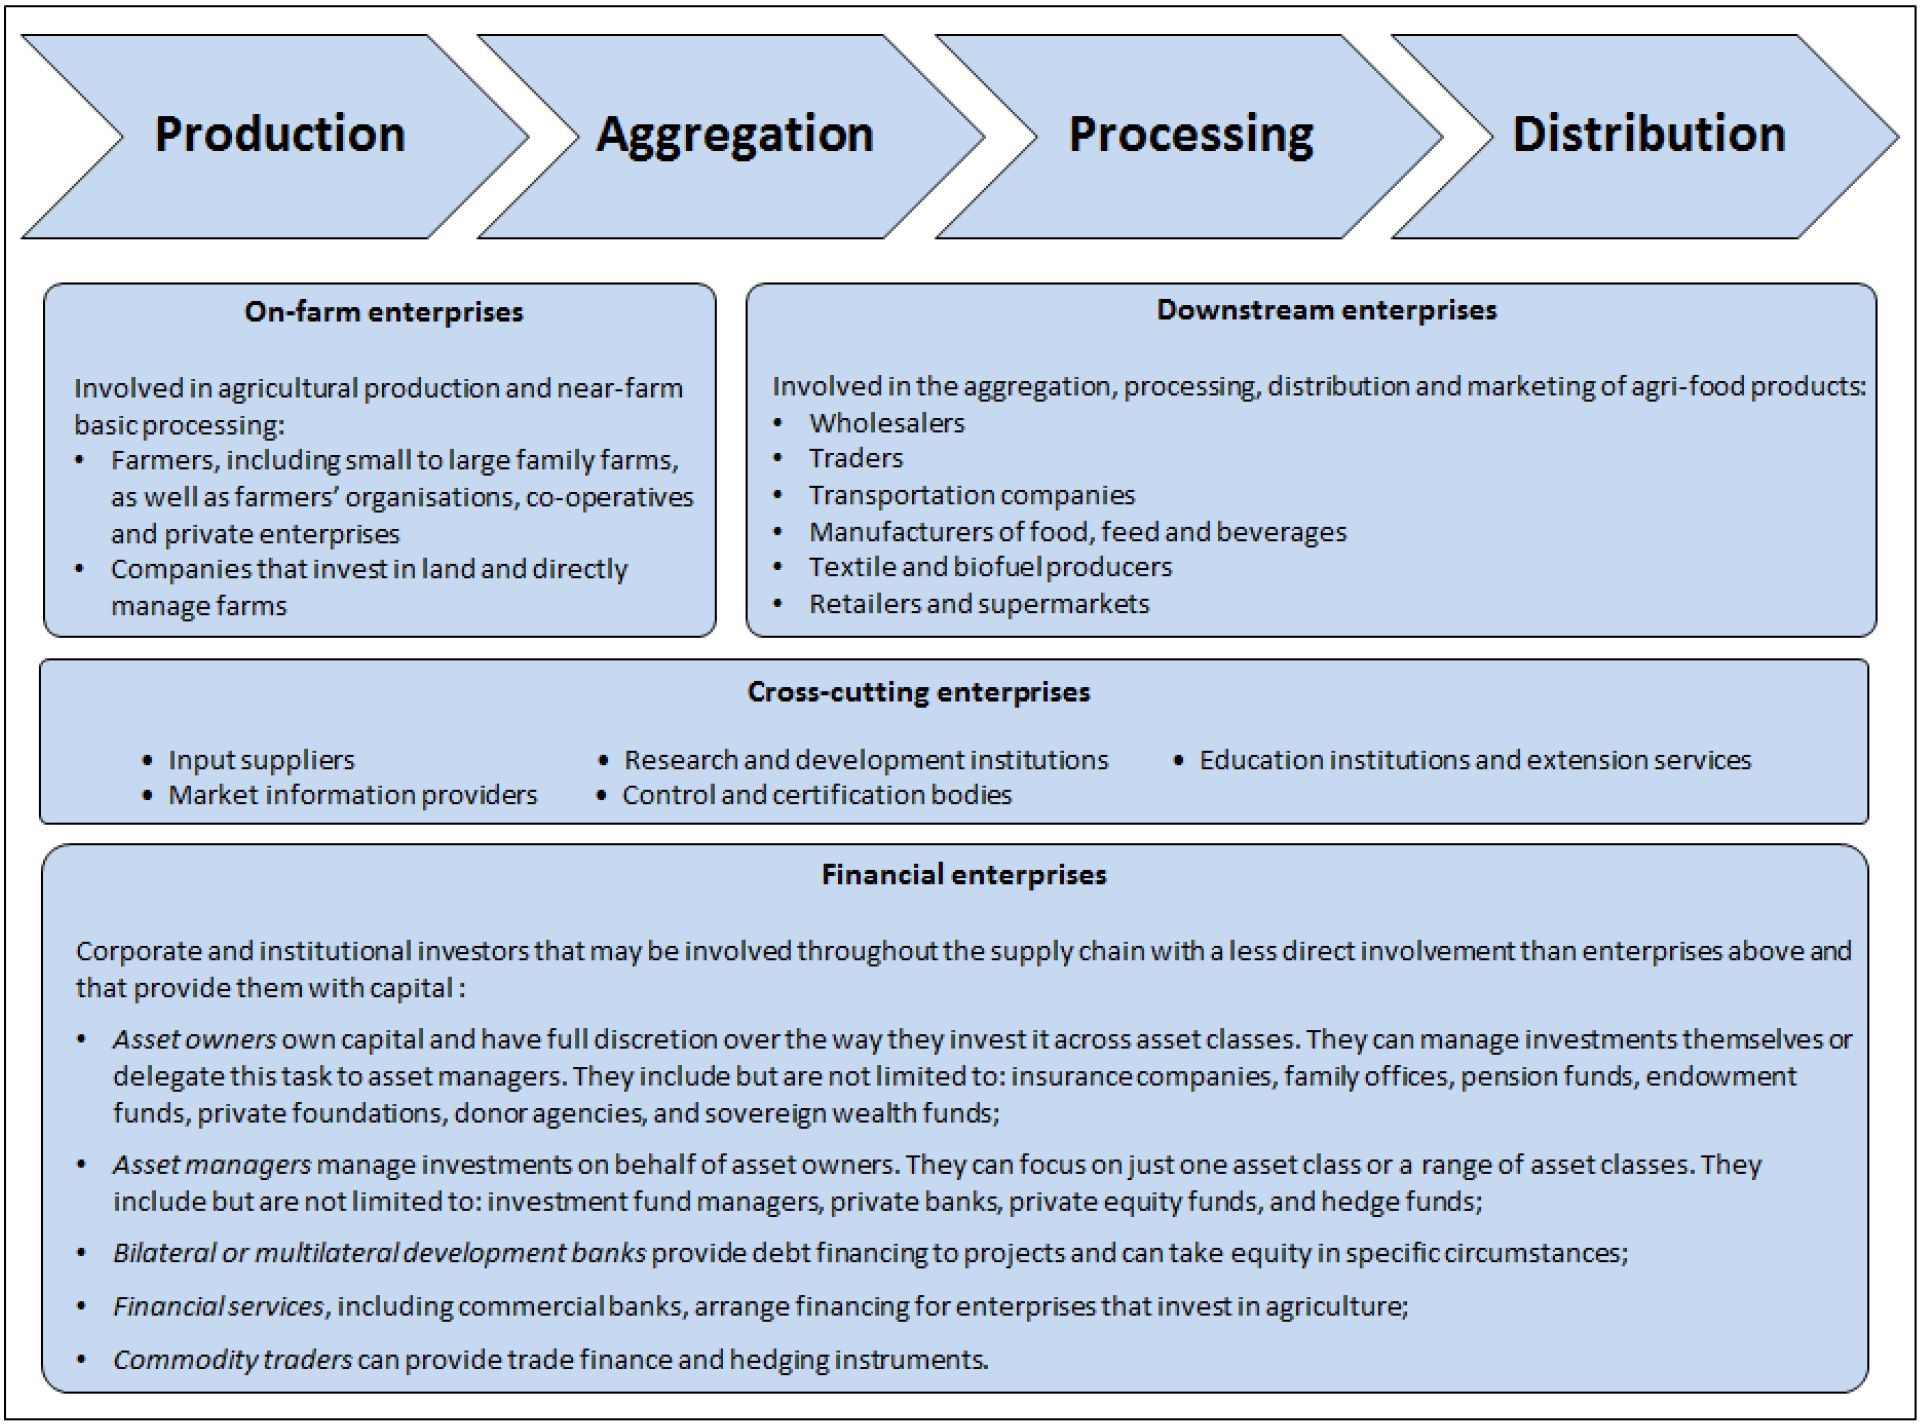 Production
Aggregation
Processing
Distribution
On-farm enterprises
Involved in agricultural production and near-farm
basic processing:
• Farmers, including small to large family farms,
as well as farmers’ organisations, co-operatives
and private enterprises
• Companies that invest in land and directly
manage farms
Downstream enterprises
Involved in the aggregation, processing, distribution and marketing of agri-food products:
• Wholesalers
• Traders
• Transportation companies
• Manufacturers of food, feed and beverages
• Textile and biofuel producers
• Retailers and supermarkets
Cross-cutting enterprises
• Input suppliers • Research and development institutions • Education institutions and extension services
• Market information providers • Control and certification bodies
Financial enterprises
Corporate and institutional investors that may be involved throughout the supply chain with a less direct involvement than enterprises above and
that provide them with capital :
• Asset owners own capital and have full discretion over the way they invest it across asset classes. They can manage investments themselves or
delegate this task to asset managers. They include but are not limited to: insurance companies, family offices, pension funds, endowment
funds, private foundations, donor agencies, and sovereign wealth funds;
• Asset managers manage investments on behalf of asset owners. They can focus on just one asset class or a range of asset classes. They
include but are not limited to: investment fund managers, private banks, private equity funds, and hedge funds;
• Bilateral or multilateral development banks provide debt financing to projects and can take equity in specific circumstances;
• Financial services, including commercial banks, arrange financing for enterprises that invest in agriculture;
• Commodity traders can provide trade finance and hedging instruments.